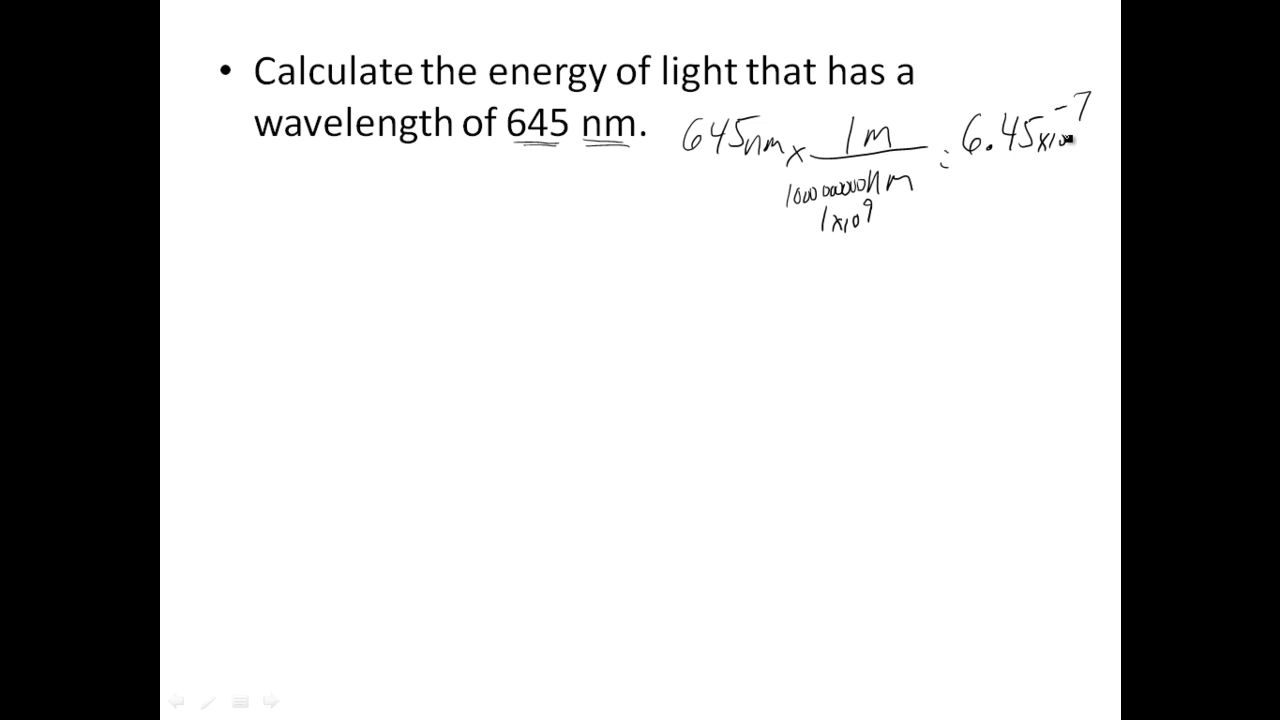 • Calculate the energy of light that has a
wavelength of 645 nm.
645nm x 1m = 6.45x10-7
1000000000nm
1x109